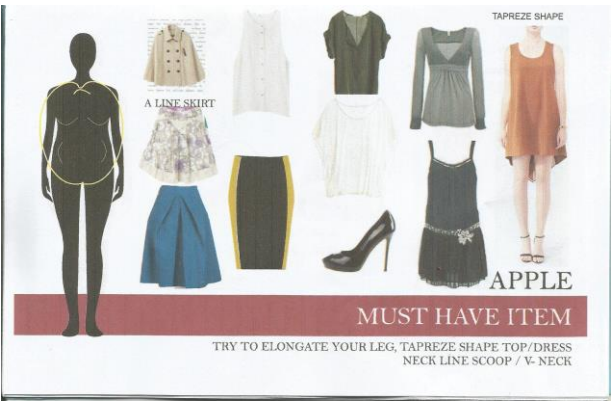 TAPREZE SHAPE
A LINE SKIRT
APPLE
MUST HAVE ITEM
TRY TO ELONGATE YOUR LEG, TAPREZE SHAPE TOP/DRESS
NECK LINE SCOOP / V- NECK